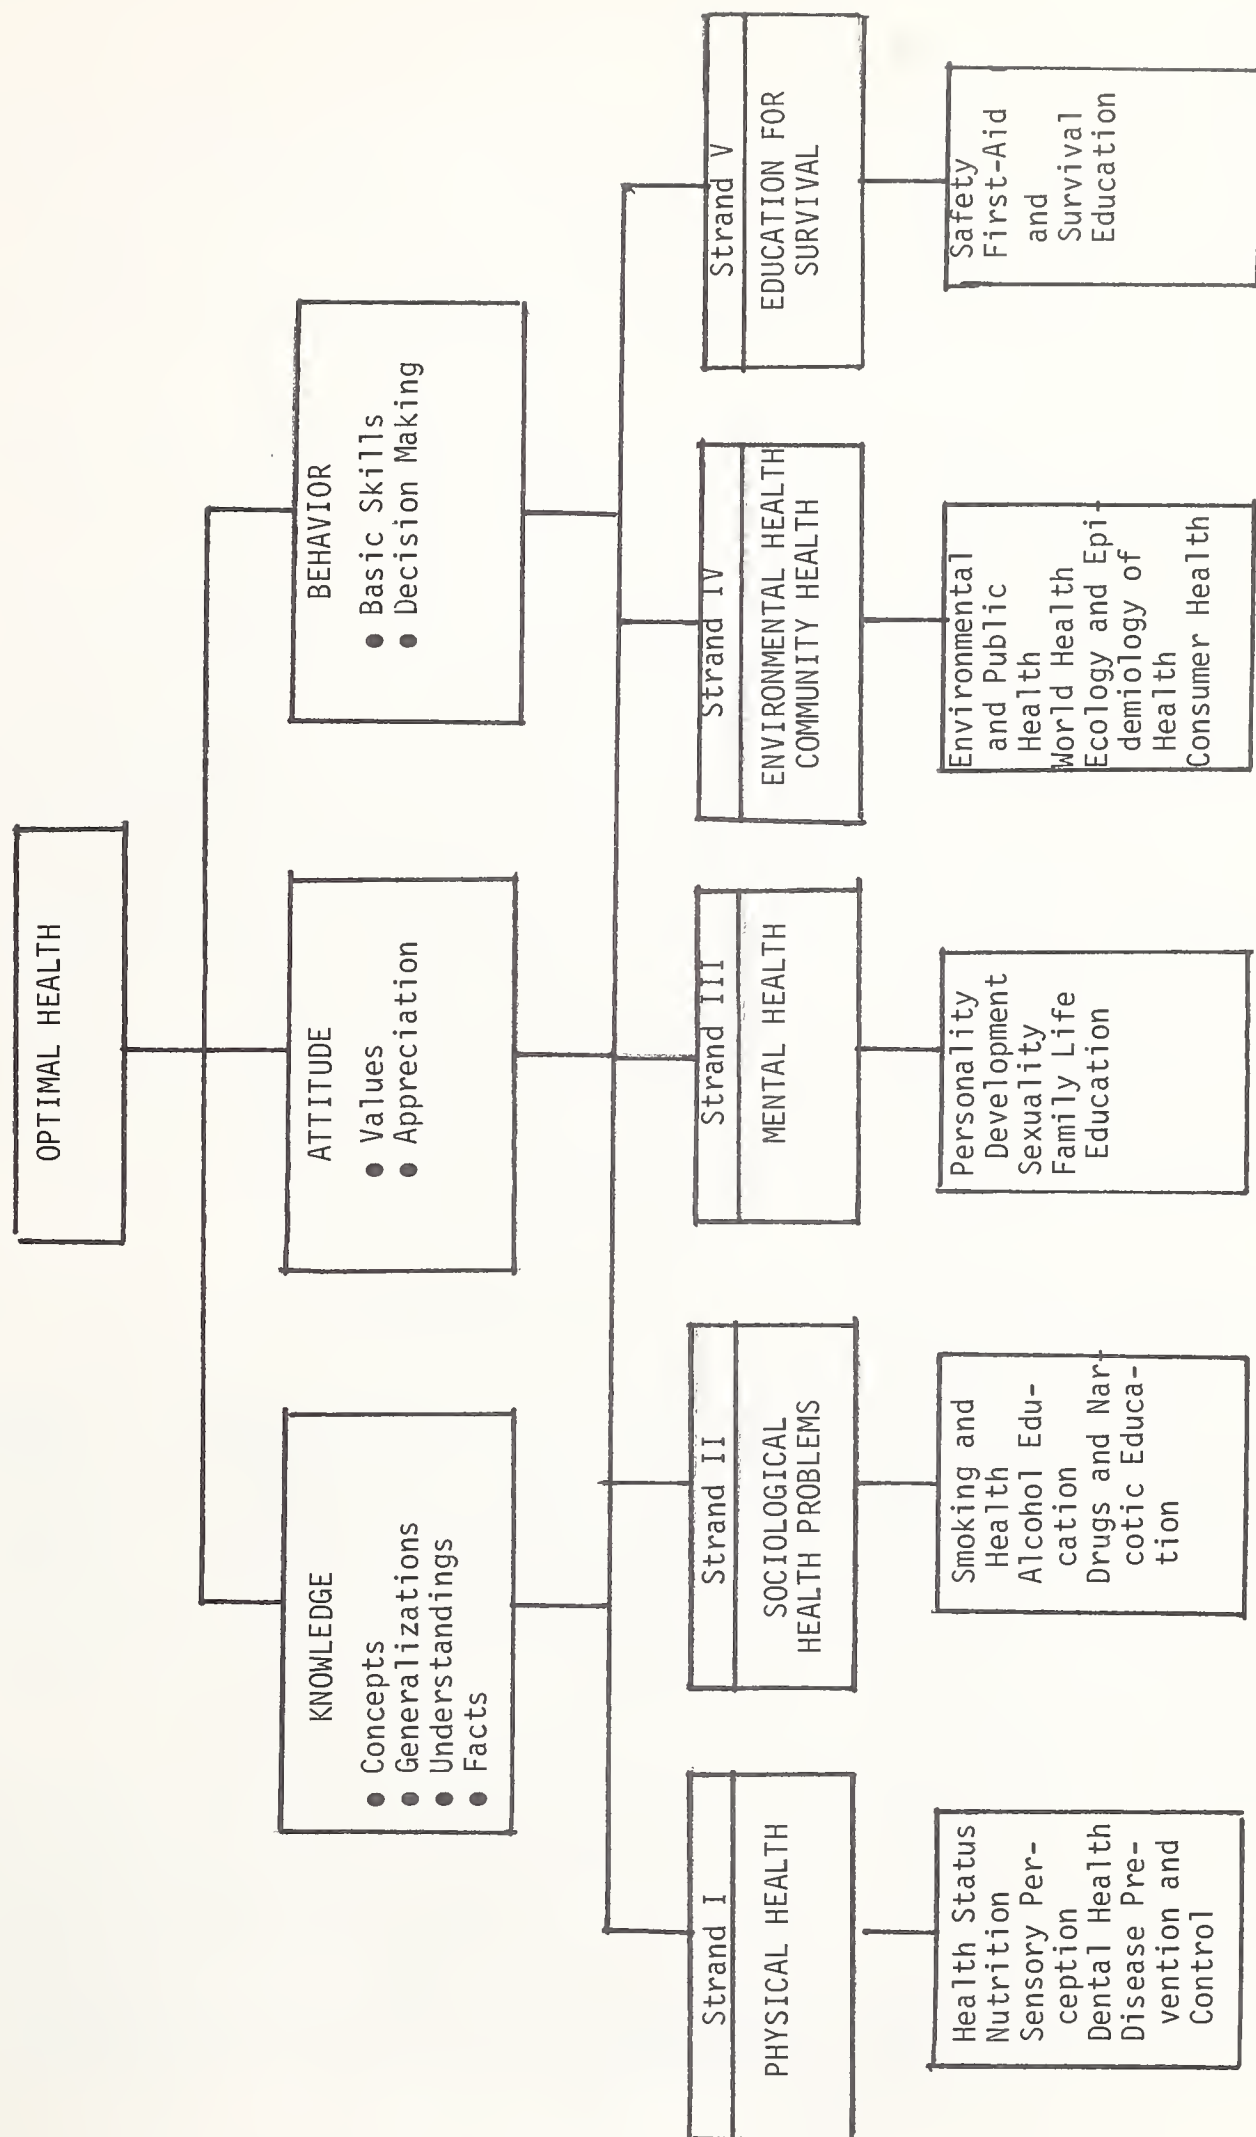 OPTIMAL HEALTH
KNOWLEDGE
● Concepts
● Generalizations
● Understandings
● Facts
ATTITUDE
● Values
● Appreciation
BEHAVIOR
● Basic Skills
● Decision Making
Strand I
PHYSICAL HEALTH
Health Status
Nutrition
Sensory Per-
ception
Dental Health
Disease Pre-
vention and
Control
Strand II
SOCIOLOGICAL
HEALTH PROBLEMS
Smoking and
Health
Alcohol Edu-
cation
Drugs and Nar-
cotic Educa-
tion
Strand III
MENTAL HEALTH
Personality
Development
Sexuality
Family Life
Education
Strand IV
ENVIRONMENTAL HEALTH
COMMUNITY HEALTH
Environmental
and Public
Health
World Health
Ecology and Epi-
demiology of
Health
Consumer Health
Strand V
EDUCATION FOR
SURVIVAL
Safety
First-Aid
and
Survival
Education